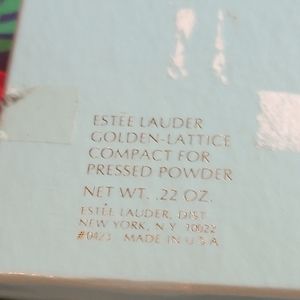 ESTEE LAUDER
GOLDEN-LATTICE
COMPACT FOR
PRESSED POWDER
NET WT. .22 OZ.
ESTEE LAUDER, DIST.
NEW YORK, N.Y. 10022
#0423 MADE IN U.S.A.